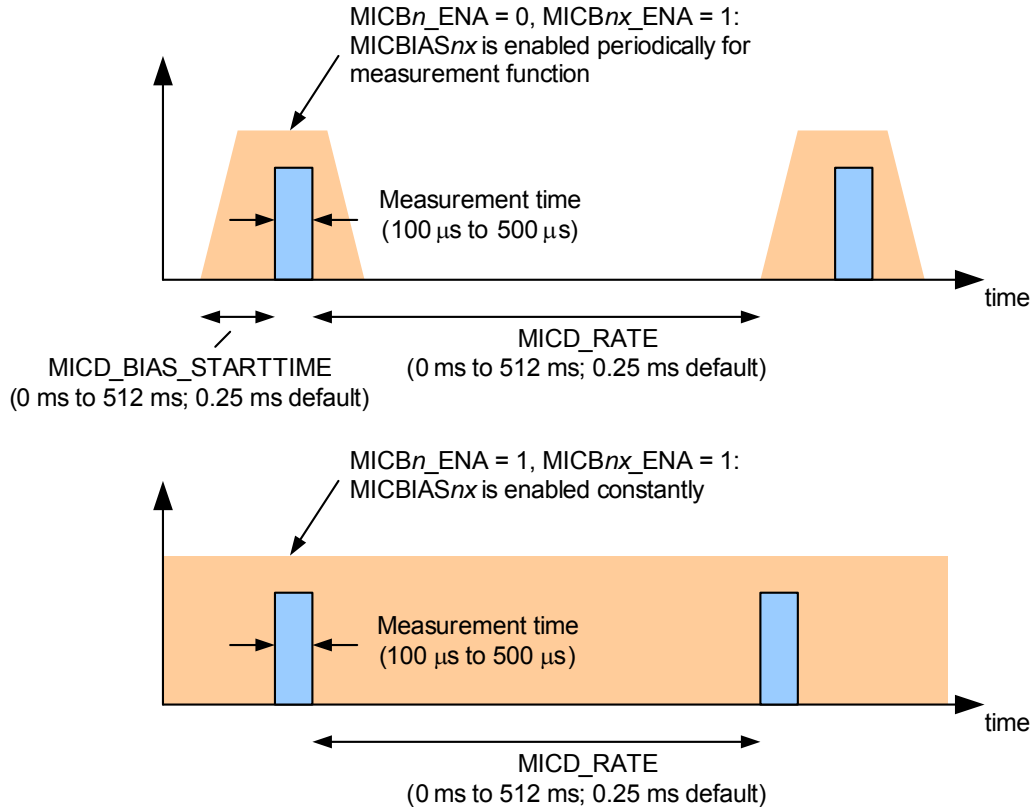 MICBn_ENA = 0, MICBnx_ENA = 1:
MICBIASnx is enabled periodically for
measurement function
Measurement time
(100 μs to 500 μs)
time
MICD_BIAS_STARTTIME
(0 ms to 512 ms; 0.25 ms default)
MICD_RATE
(0 ms to 512 ms; 0.25 ms default)
MICBn_ENA = 1, MICBnx_ENA = 1:
MICBIASnx is enabled constantly
Measurement time
(100 μs to 500 μs)
time
MICD_RATE
(0 ms to 512 ms; 0.25 ms default)